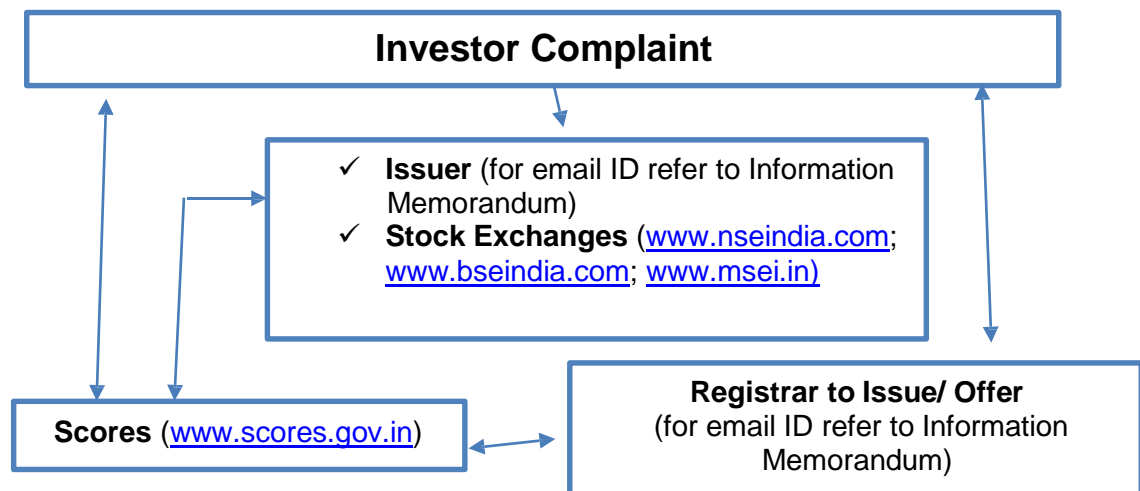 Investor Complaint
✓ Issuer (for email ID refer to Information
Memorandum)
✓ Stock Exchanges (www.nseindia.com;
www.bseindia.com; www.msei.in)
Registrar to Issue/ Offer
(for email ID refer to Information
Memorandum)
Scores (www.scores.gov.in)